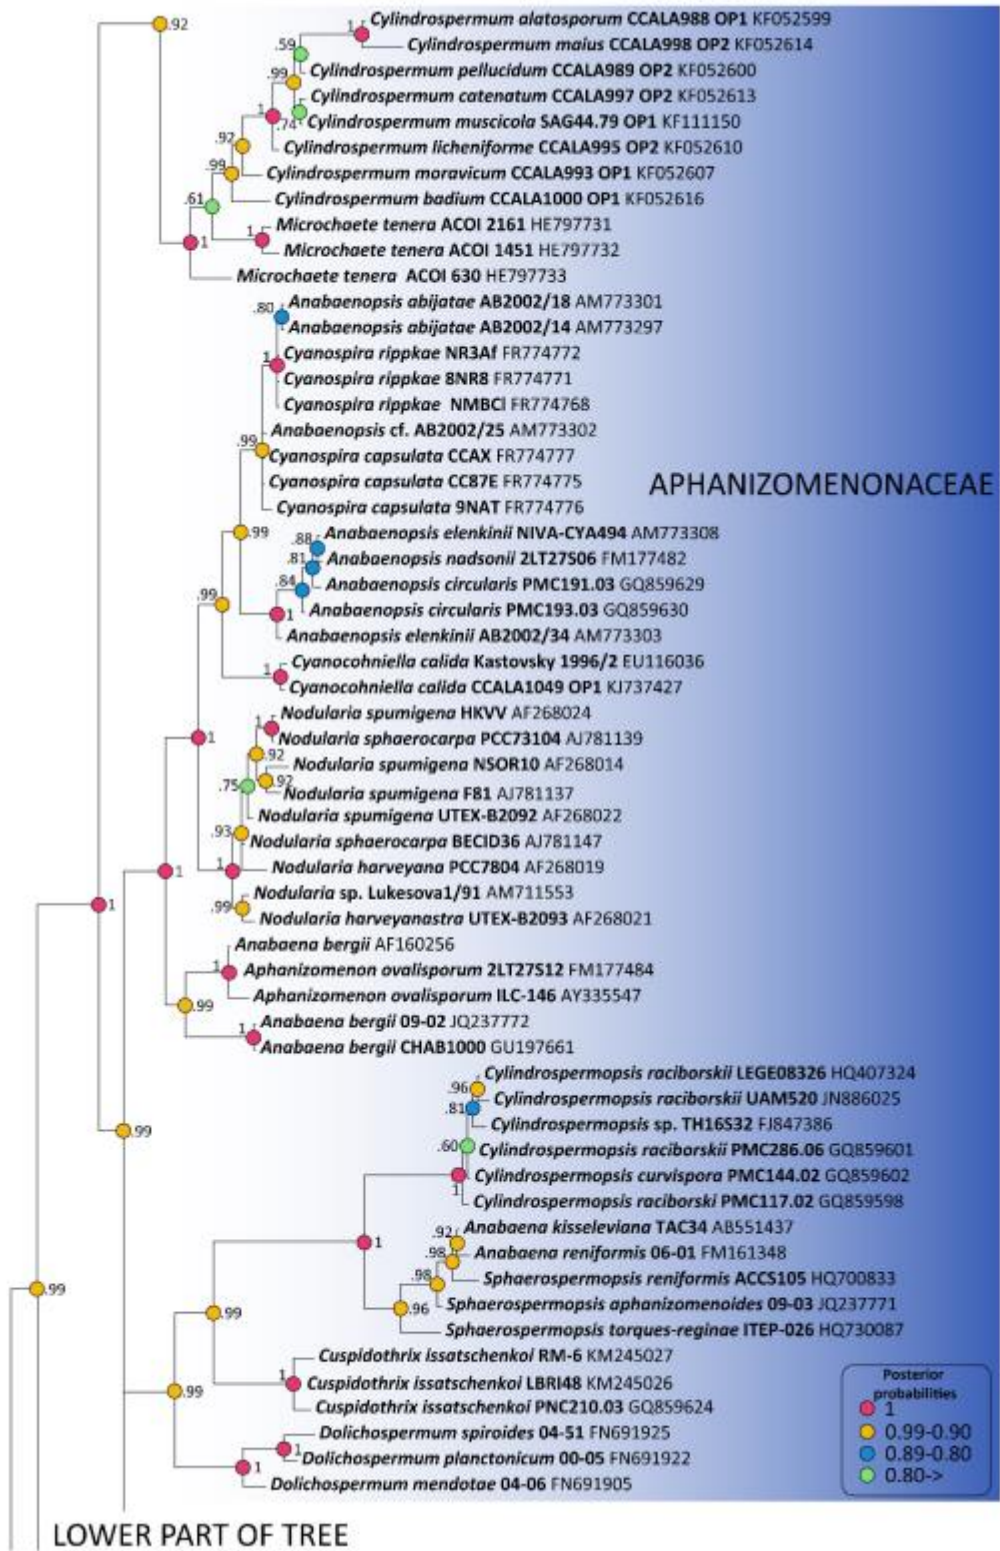 .92
1 Cylindrospermum alatosporum CCALA988 OP1 KF052599
.59 Cylindrospermum maius CCALA998 OP2 KF052614
.99 Cylindrospermum pellucidum CCALA989 OP2 KF052600
Cylindrospermum catenatum CCALA997 OP2 KF052613
1 .74 Cylindrospermum muscicola SAG44.79 OP1 KF111150
.92 Cylindrospermum licheniforme CCALA995 OP2 KF052610
.99 Cylindrospermum moravicum CCALA993 OP1 KF052607
.61 Cylindrospermum badium CCALA1000 OP1 KF052616
1 Microchaete tenera ACOI 2161 HE797731
1 Microchaete tenera ACOI 1451 HE797732
Microchaete tenera ACOI 630 HE797733
.80 Anabaenopsis abijatae AB2002/18 AM773301
Anabaenopsis abijatae AB2002/14 AM773297
1 Cyanospira rippkae NR3Af FR774772
Cyanospira rippkae 8NR8 FR774771
Cyanospira rippkae NMBCl FR774768
Anabaenopsis cf. AB2002/25 AM773302
.99 Cyanospira capsulata CCAX FR774777
Cyanospira capsulata CC87E FR774775
APHANIZOMENONACEAE
Cyanospira capsulata 9NAT FR774776
.99 .88 Anabaenopsis elenkinii NIVA-CYA494 AM773308
.81 Anabaenopsis nadsonii 2LT27S06 FM177482
.84 Anabaenopsis circularis PMC191.03 GQ859629
.99 1 Anabaenopsis circularis PMC193.03 GQ859630
Anabaenopsis elenkinii AB2002/34 AM773303
1 Cyanocohniella calida Kastovsky 1996/2 EU116036
Cyanocohniella calida CCALA1049 OP1 KJ737427
1 Nodularia spumigena HKVV AF268024
1 Nodularia sphaerocarpa PCC73104 AJ781139
.92 Nodularia spumigena NSOR10 AF268014
.75 .92 Nodularia spumigena F81 AJ781137
Nodularia spumigena UTEX-B2092 AF268022
.93 Nodularia sphaerocarpa BECID36 AJ781147
1 1 Nodularia harveyana PCC7804 AF268019
Nodularia sp. Lukesova1/91 AM711553
1 .99 Nodularia harveyanastra UTEX-B2093 AF268021
Anabaena bergii AF160256
1 Aphanizomenon ovalisporum 2LT27S12 FM177484
.99 Aphanizomenon ovalisporum ILC-146 AY335547
1 Anabaena bergii 09-02 JQ237772
Anabaena bergii CHAB1000 GU197661
.96 Cylindrospermopsis raciborskii LEGE08326 HQ407324
.81 Cylindrospermopsis raciborskii UAM520 JN886025
.99 Cylindrospermopsis sp. TH16S32 FJ847386
.60 Cylindrospermopsis raciborskii PMC286.06 GQ859601
1 Cylindrospermopsis curvispora PMC144.02 GQ859602
Cylindrospermopsis raciborski PMC117.02 GQ859598
1 .92 Anabaena kisseleviana TAC34 AB551437
.98 Anabaena reniformis 06-01 FM161348
.99 .98 Sphaerospermopsis reniformis ACCS105 HQ700833
.99 .96 Sphaerospermopsis aphanizomenoides 09-03 JQ237771
Sphaerospermopsis torques-reginae ITEP-026 HQ730087
Cuspidothrix issatschenkoi RM-6 KM245027
.99 1 Cuspidothrix issatschenkoi LBRI48 KM245026
Cuspidothrix issatschenkoi PNC210.03 GQ859624
Dolichospermum spiroides 04-51 FN691925
1 1 Dolichospermum planctonicum 00-05 FN691922
Dolichospermum mendotae 04-06 FN691905
Posterior
probabilities
1
0.99-0.90
0.89-0.80
0.80->
LOWER PART OF TREE